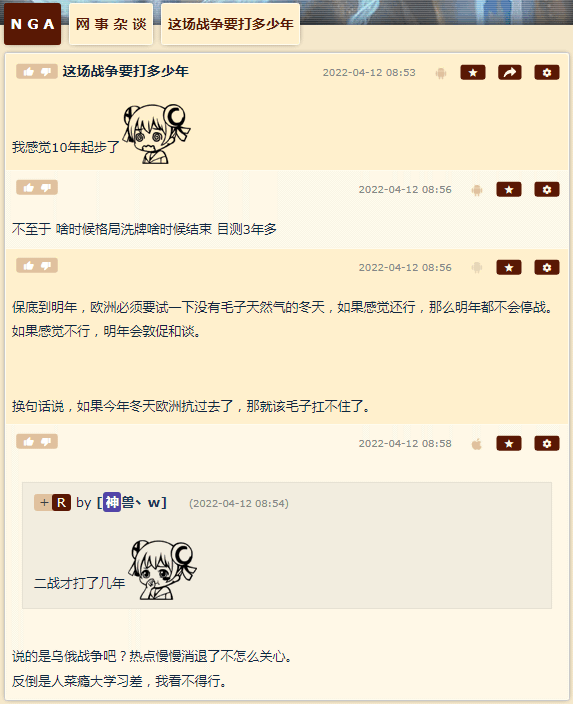 NGA 网事杂谈 这场战争要打多少年
这场战争要打多少年 2022-04-12 08:53
我感觉10年起步了
2022-04-12 08:56
不至于 啥时候格局洗牌啥时候结束 目测3年多
2022-04-12 08:56
保底到明年，欧洲必须要试一下没有毛子天然气的冬天，如果感觉还行，那么明年都不会停战。
如果感觉不行，明年会敦促和谈。
换句话说，如果今年冬天欧洲抗过去了，那就该毛子扛不住了。
2022-04-12 08:58
+R by [神兽丶w] (2022-04-12 08:54)
二战才打了几年
说的是乌俄战争吧？热点慢慢消退了不怎么关心。
反倒是人菜瘾大学习差，我看不得行。